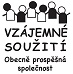 VZÁJEMNÉ
SOUŽITÍ
Obecně prospěšná
společnost